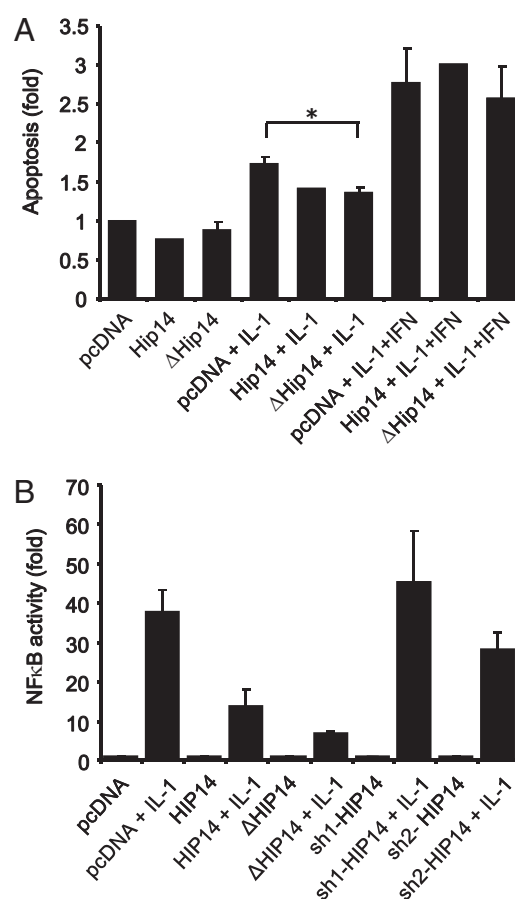 A
Apoptosis (fold)
3.5
3
2.5
2
1.5
1
0.5
0
*
pcDNA
Hip14
ΔHip14
pcDNA + IL-1
Hip14 + IL-1
ΔHip14 + IL-1
pcDNA + IL-1+IFN
Hip14 + IL-1+IFN
ΔHip14 + IL-1+IFN
B
NFκB activity (fold)
70
60
50
40
30
20
10
0
pcDNA
pcDNA + IL-1
HIP14
HIP14 + IL-1
ΔHIP14
ΔHIP14 + IL-1
sh1-HIP14
sh1-HIP14 + IL-1
sh2- HIP14
sh2-HIP14 + IL-1